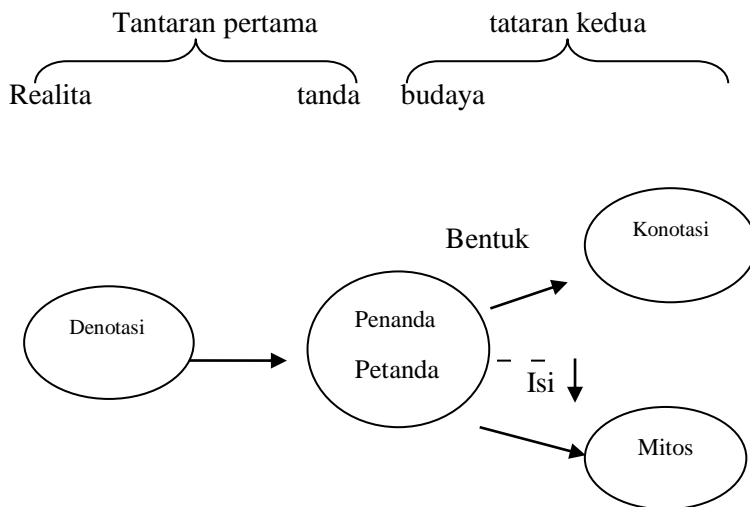 Tantaran pertama tataran kedua
Realita tanda budaya
Bentuk
Konotasi
Denotasi
Penanda
Petanda
Isi
Mitos